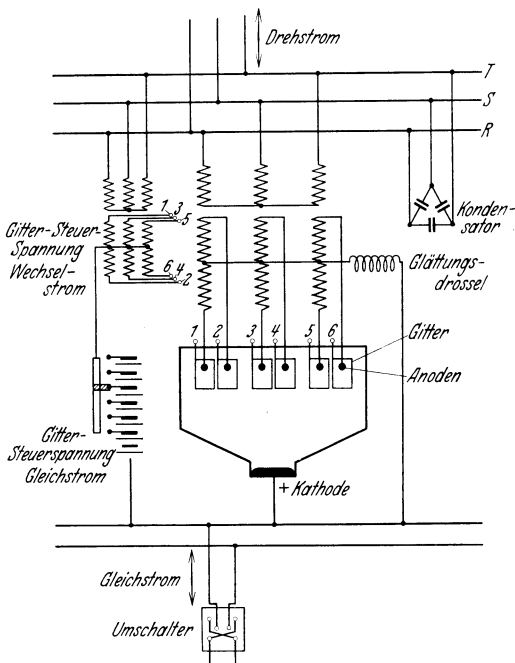 Drehstrom
T
S
R
1 3
5
Gitter-Steuer-
Spannung
Wechsel-
strom
6 4
2
Konden-
sator
Glättungs-
drossel
1 2 3 4 5 6
Gitter
Anoden
Gitter-
Steuerspannung
Gleichstrom
+ Kathode
Gleichstrom
Umschalter